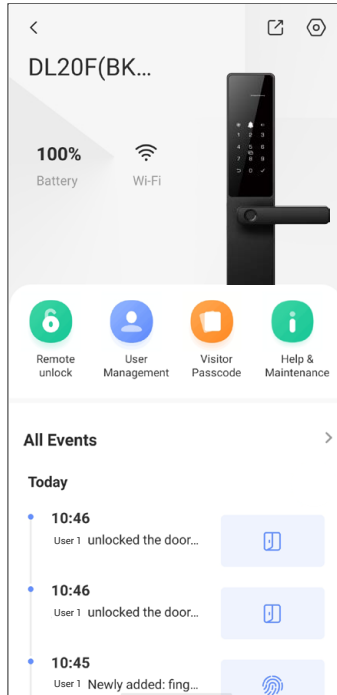 DL20F(BK...
100%
Battery
Wi-Fi
Remote
unlock
User
Management
Visitor
Passcode
Help &
Maintenance
All Events
Today
10:46
User 1 unlocked the door...
10:46
User 1 unlocked the door...
10:45
User 1 Newly added: fing...